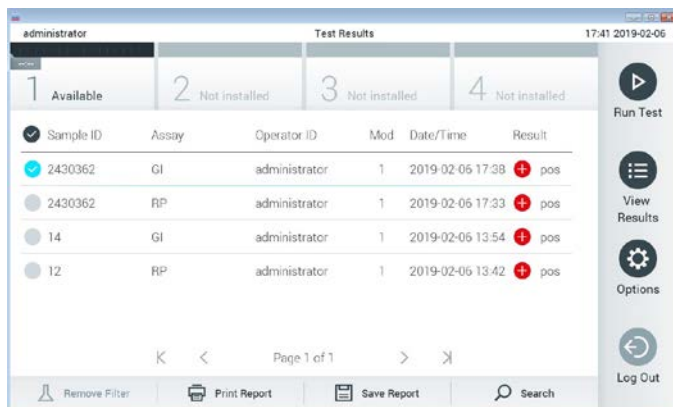 administrator Test Results 17:41 2019-02-06
1 Available 2 Not installed 3 Not installed 4 Not installed
Run Test
Sample ID Assay Operator ID Mod Date/Time Result
2430362 GI administrator 1 2019-02-06 17:38 pos
2430362 RP administrator 1 2019-02-06 17:33 pos
View
Results
14 GI administrator 1 2019-02-06 13:54 pos
12 RP administrator 1 2019-02-06 13:42 pos
Options
Page 1 of 1
Log Out
Remove Filter Print Report Save Report Search